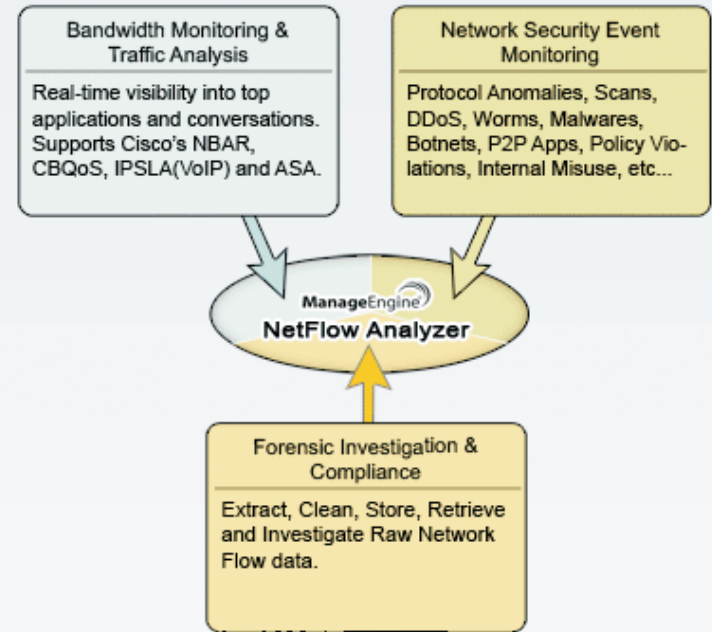 Bandwidth Monitoring &
Traffic Analysis
Real-time visibility into top
applications and conversations.
Supports Cisco's NBAR,
CBQoS, IPSLA(VoIP) and ASA.
Network Security Event
Monitoring
Protocol Anomalies, Scans,
DDoS, Worms, Malwares,
Botnets, P2P Apps, Policy Vio-
lations, Internal Misuse, etc...
ManageEngine
NetFlow Analyzer
Forensic Investigation &
Compliance
Extract, Clean, Store, Retrieve
and Investigate Raw Network
Flow data.